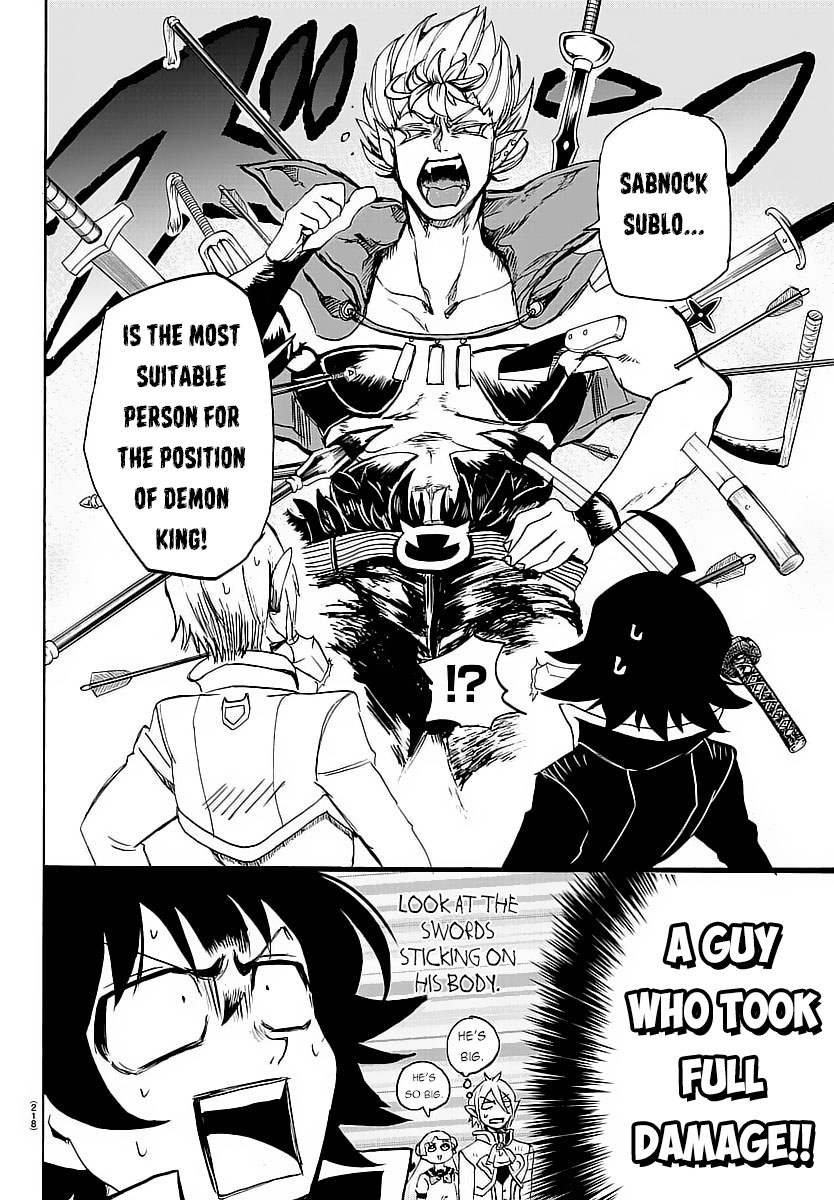 SABNOCK
SUBLO...
IS THE MOST
SUITABLE
PERSON FOR
THE POSITION
OF DEMON
KING!
!?
LOOK AT THE
SWORDS
STICKING ON
HIS BODY.
A GUY
WHO TOOK
FULL
DAMAGE!!
HE'S
BIG.
HE'S
SO BIG.
218